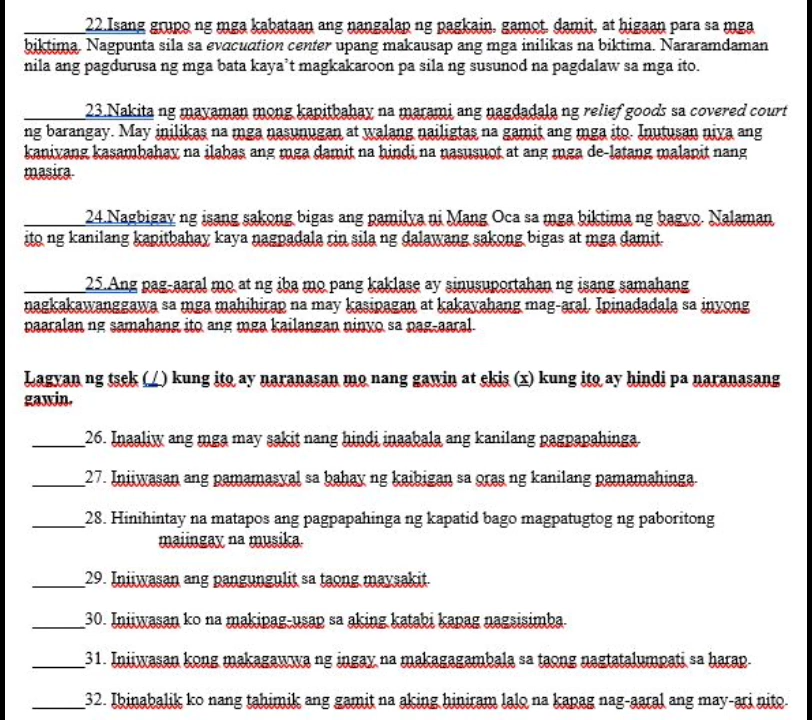 ________22.Isang grupo ng mga kabataan ang nangalap ng pagkain, gamot, damit, at higaan para sa mga
biktima. Nagpunta sila sa evacuation center upang makausap ang mga inilikas na biktima. Nararamdaman
nila ang pagdurusa ng mga bata kaya't magkakaroon pa sila ng susunod na pagdalaw sa mga ito.
________23.Nakita ng mayaman mong kapitbahay na marami ang nagdadala ng relief goods sa covered court
ng barangay. May inilikas na mga nasunugan at walang nailigtas na gamit ang mga ito. Inutusan niya ang
kaniyang kasambahay na ilabas ang mga damit na hindi na nasusuot at ang mga de-latang malapit nang
masira.
________24.Nagbigay ng isang sakong bigas ang pamilya ni Mang Oca sa mga biktima ng bagyo. Nalaman
ito ng kanilang kapitbahay kaya nagpadala rin sila ng dalawang sakong bigas at mga damit.
________25.Ang pag-aaral mo at ng iba mo pang kaklase ay sinusuportahan ng isang samahang
nagkakawanggawa sa mga mahihirap na may kasipagan at kakayahang mag-aral. Ipinadadala sa inyong
paaralan ng samahang ito ang mga kailangan ninyo sa pag-aaral.
Lagyan ng tsek (/) kung ito ay naranasan mo nang gawin at ekis (x) kung ito ay hindi pa naranasang
gawin.
_______26. Inaaliw ang mga may sakit nang hindi inaabala ang kanilang pagpapahinga.
_______27. Iniiwasan ang pamamasyal sa bahay ng kaibigan sa oras ng kanilang pamamahinga.
_______28. Hinihintay na matapos ang pagpapahinga ng kapatid bago magpatugtog ng paboritong
maiingay na musika.
_______29. Iniiwasan ang pangungulit sa taong maysakit.
_______30. Iniiwasan ko na makipag-usap sa aking katabi kapag nagsisimba.
_______31. Iniiwasan kong makagawwa ng ingay na makagagambala sa taong nagtatalumpati sa harap.
_______32. Ibinabalik ko nang tahimik ang gamit na aking hiniram lalo na kapag nag-aaral ang may-ari nito.